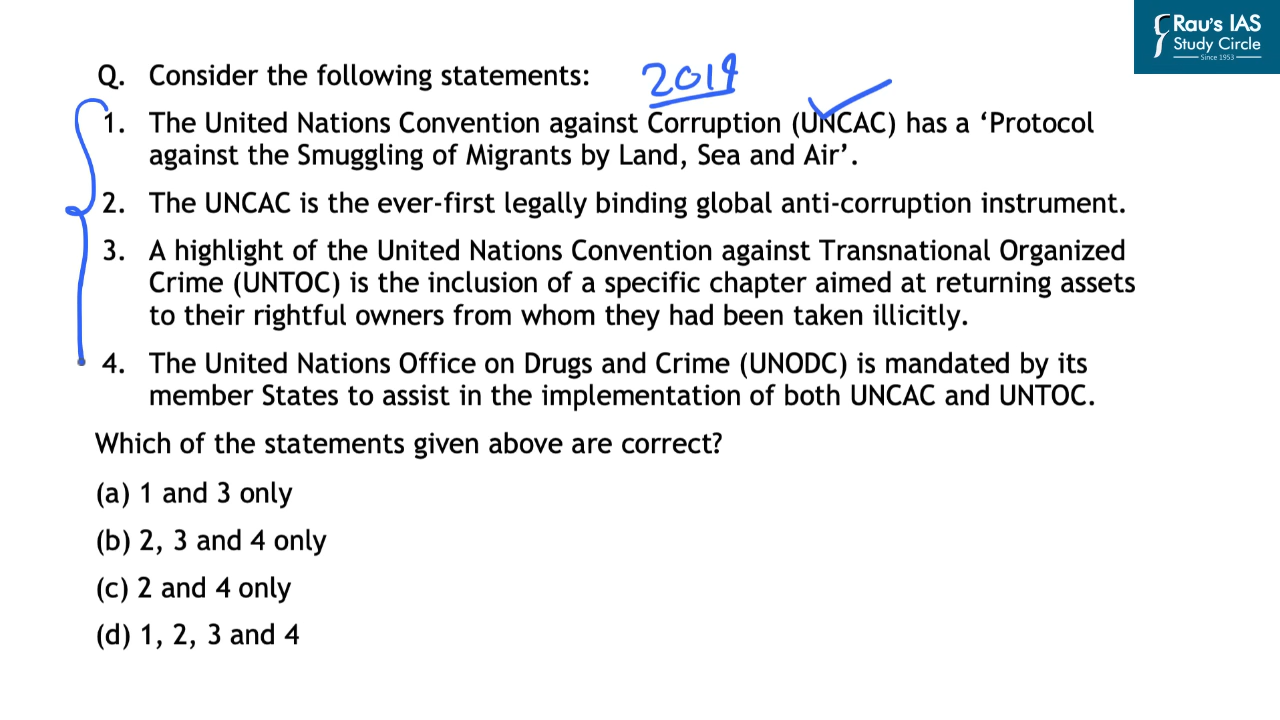 Rau's IAS
Study Circle
Since 1953
Q. Consider the following statements: 2019
1. The United Nations Convention against Corruption (UNCAC) has a ‘Protocol
against the Smuggling of Migrants by Land, Sea and Air’.
2. The UNCAC is the ever-first legally binding global anti-corruption instrument.
3. A highlight of the United Nations Convention against Transnational Organized
Crime (UNTOC) is the inclusion of a specific chapter aimed at returning assets
to their rightful owners from whom they had been taken illicitly.
4. The United Nations Office on Drugs and Crime (UNODC) is mandated by its
member States to assist in the implementation of both UNCAC and UNTOC.
Which of the statements given above are correct?
(a) 1 and 3 only
(b) 2, 3 and 4 only
(c) 2 and 4 only
(d) 1, 2, 3 and 4